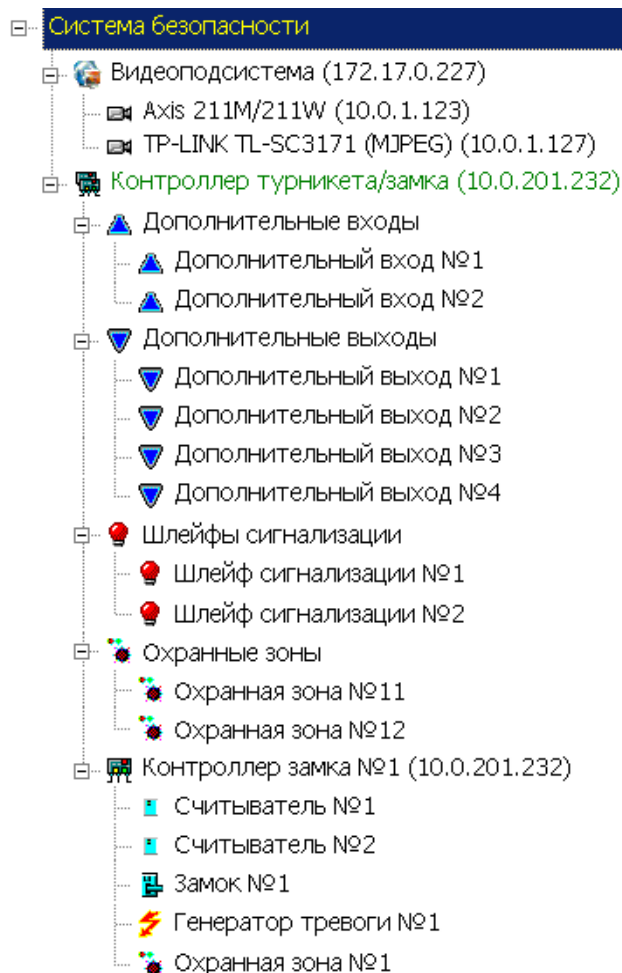 Система безопасности
Видеоподсистема (172.17.0.227)
Axis 211M/211W (10.0.1.123)
TP-LINK TL-SC3171 (MJPEG) (10.0.1.127)
Контроллер турникета/замка (10.0.201.232)
Дополнительные входы
Дополнительный вход №1
Дополнительный вход №2
Дополнительные выходы
Дополнительный выход №1
Дополнительный выход №2
Дополнительный выход №3
Дополнительный выход №4
Шлейфы сигнализации
Шлейф сигнализации №1
Шлейф сигнализации №2
Охранные зоны
Охранная зона №11
Охранная зона №12
Контроллер замка №1 (10.0.201.232)
Считыватель №1
Считыватель №2
Замок №1
Генератор тревоги №1
Охранная зона №1